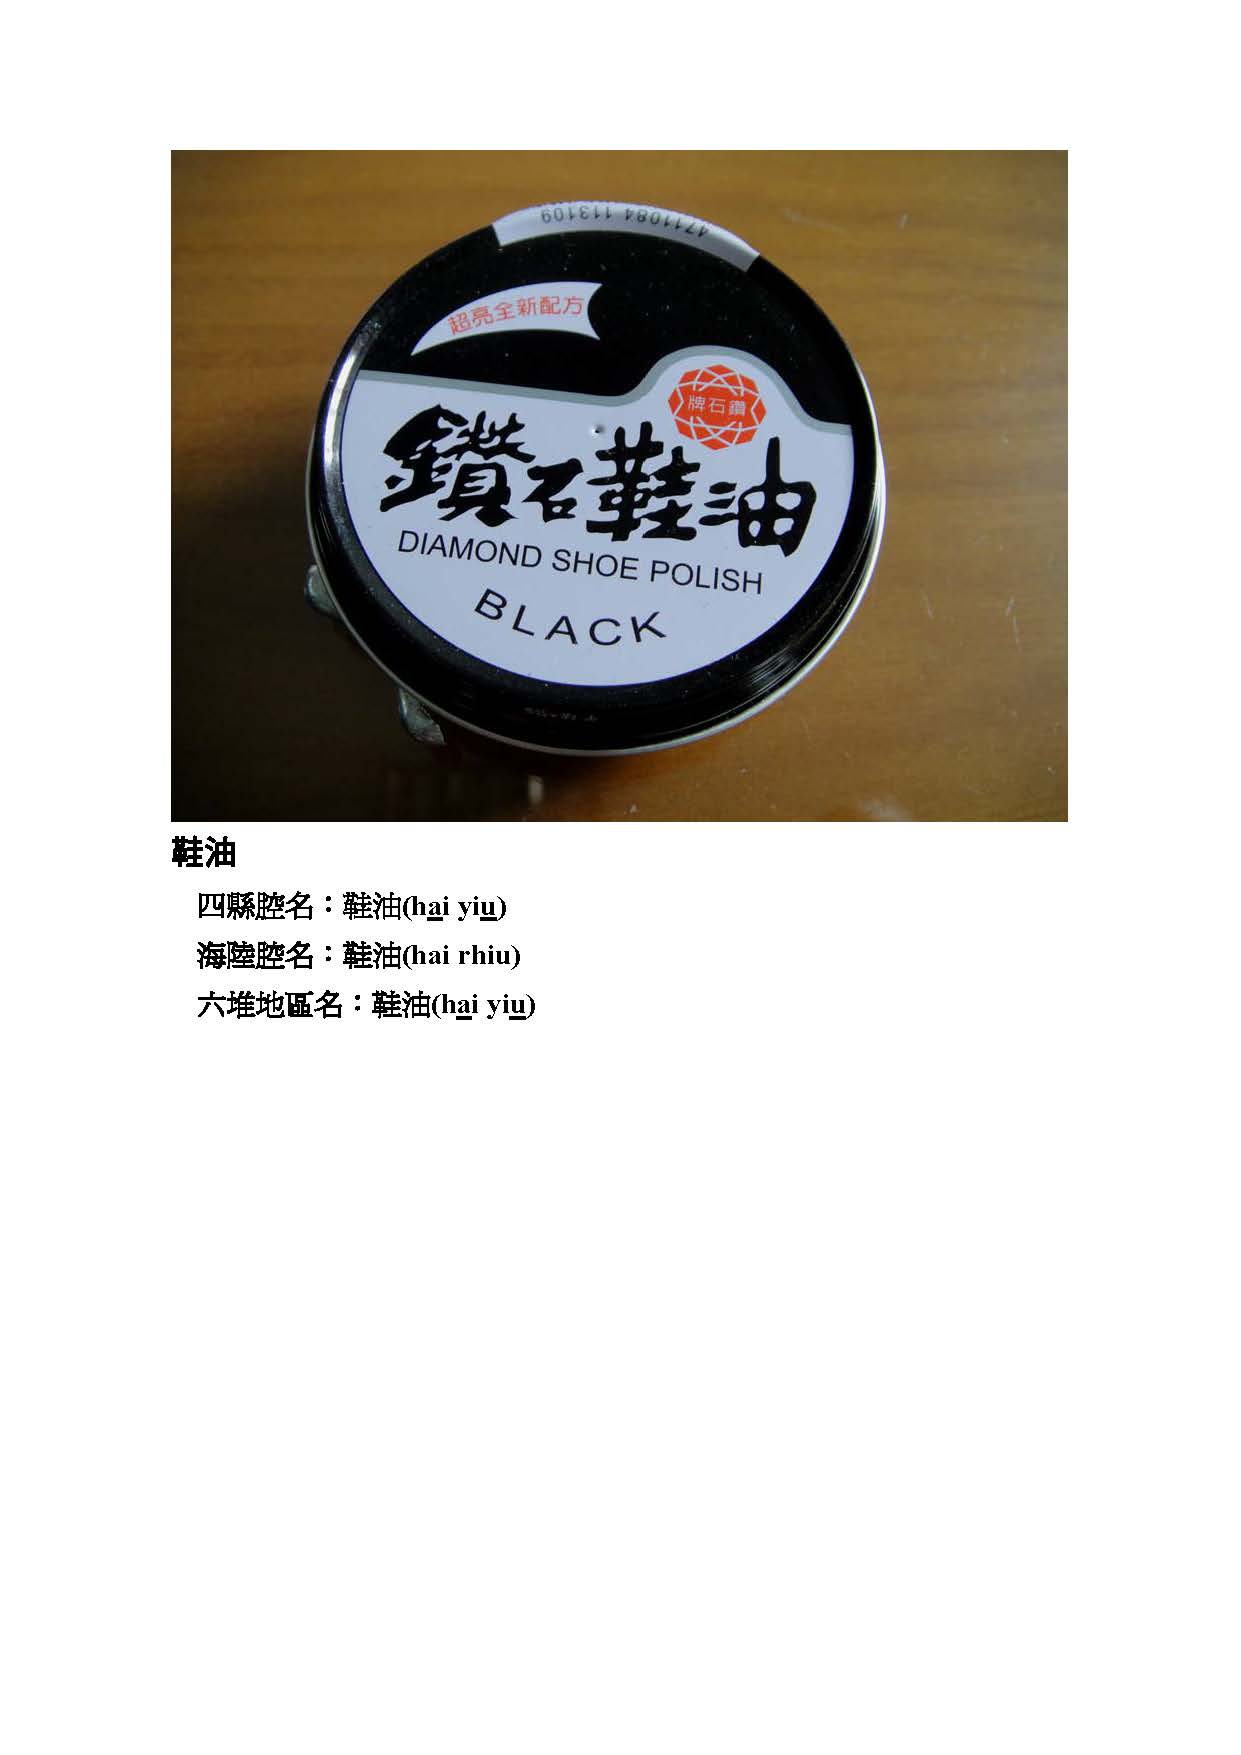 4711084 113109
超亮全新配方
牌石鑽
鑽石鞋油
DIAMOND SHOE POLISH
BLACK
鞋油
四縣腔名：鞋油(ha̲i yiu̲)
海陸腔名：鞋油(hai rhiu)
六堆地區名：鞋油(ha̲i yiu̲)